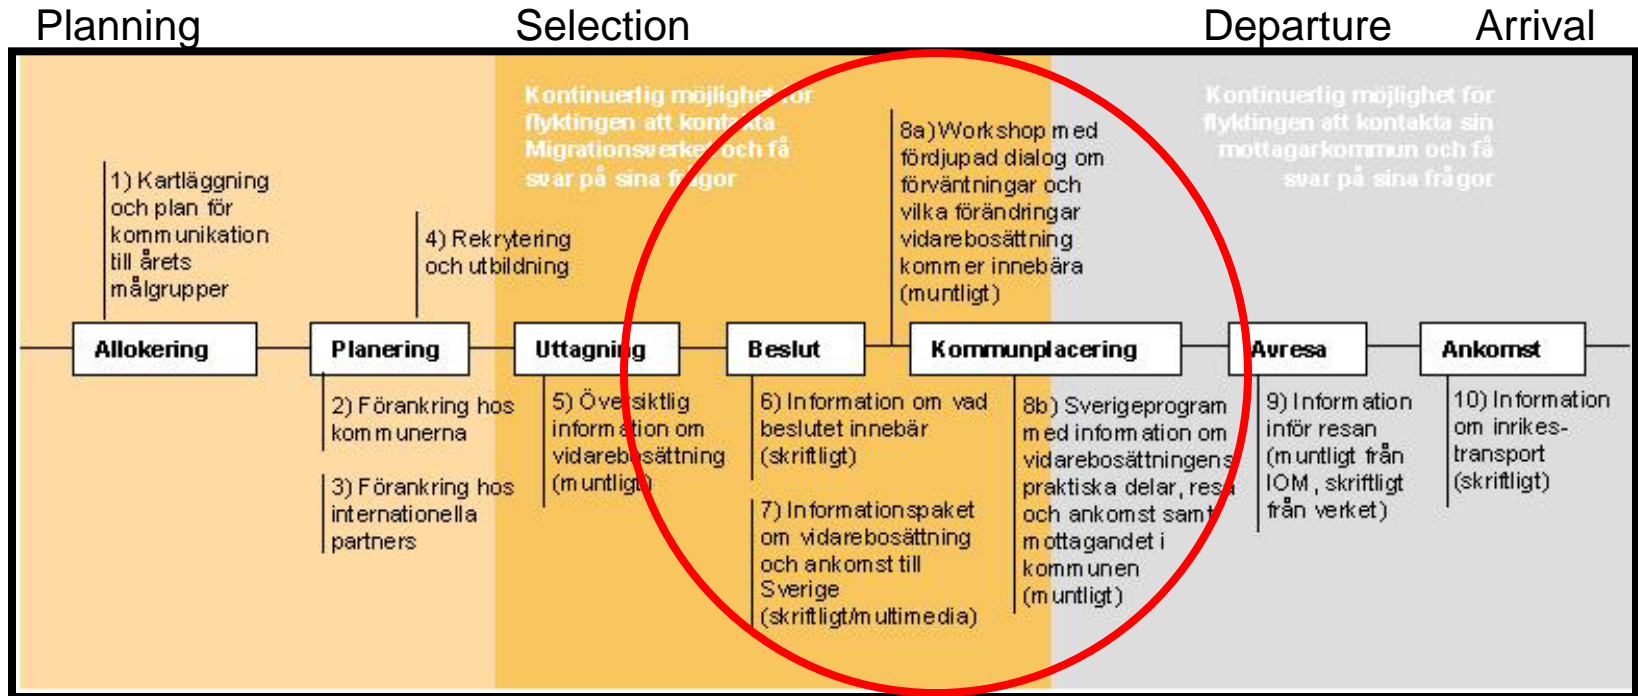 Planning
Selection
Departure
Arrival
Kontinuerlig möjlighet för
flyktingen att kontakta
Migrationsverket och få
svar på sina frågor
Kontinuerlig möjlighet för
flyktingen att kontakta sin
mottagarkommun och få
svar på sina frågor
1) Kartläggning
och plan för
kommunikation
till årets
målgrupper
4) Rekrytering
och utbildning
8a) Workshop med
fördjupad dialog om
förväntningar och
vilka förändringar
vidarebosättning
kommer innebära
(muntligt)
Allokering
Planering
Uttagning
Beslut
Kommunplacering
Avresa
Ankomst
2) Förankring hos
kommunerna
3) Förankring hos
internationella
partners
5) Översiktlig
information om
vidarebosättning
(muntligt)
6) Information om vad
beslutet innebär
(skriftligt)
7) Informationspaket
om vidarebosättning
och ankomst till
Sverige
(skriftligt/multimedia)
8b) Sverigeprogram
med information om
vidarebosättningens
praktiska delar, resa
och ankomst samt
mottagandet i
kommunen
(muntligt)
9) Information
inför resan
(muntligt från
IOM, skriftligt
från verket)
10) Information
om inrikes-
transport
(skriftligt)